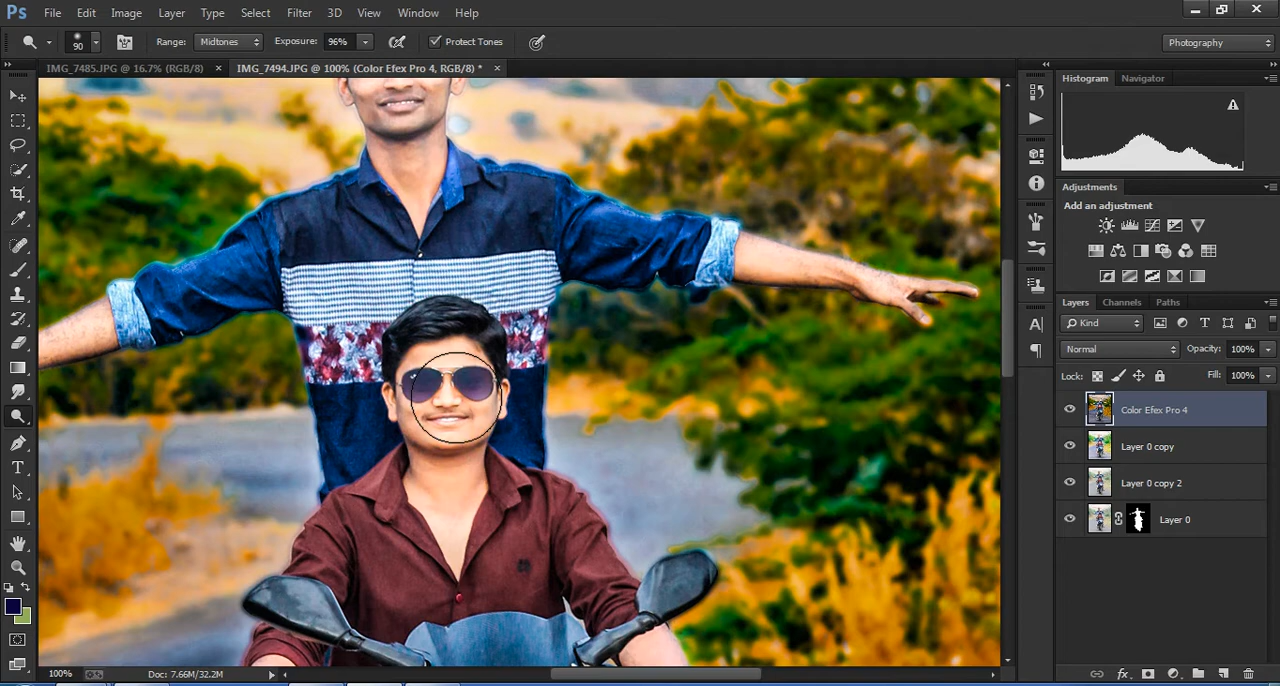 Ps File Edit Image Layer Type Select Filter 3D View Window Help
90 Range: Midtones Exposure: 96% Protect Tones Photography
IMG_7485.JPG @ 16.7% (RGB/8) × IMG_7494.JPG @ 100% (Color Efex Pro 4, RGB/8) * ×
Histogram Navigator
Adjustments
Add an adjustment
Layers Channels Paths
Kind
Normal Opacity: 100%
Lock: Fill: 100%
Color Efex Pro 4
Layer 0 copy
Layer 0 copy 2
Layer 0
100% Doc: 7.66M/32.2M